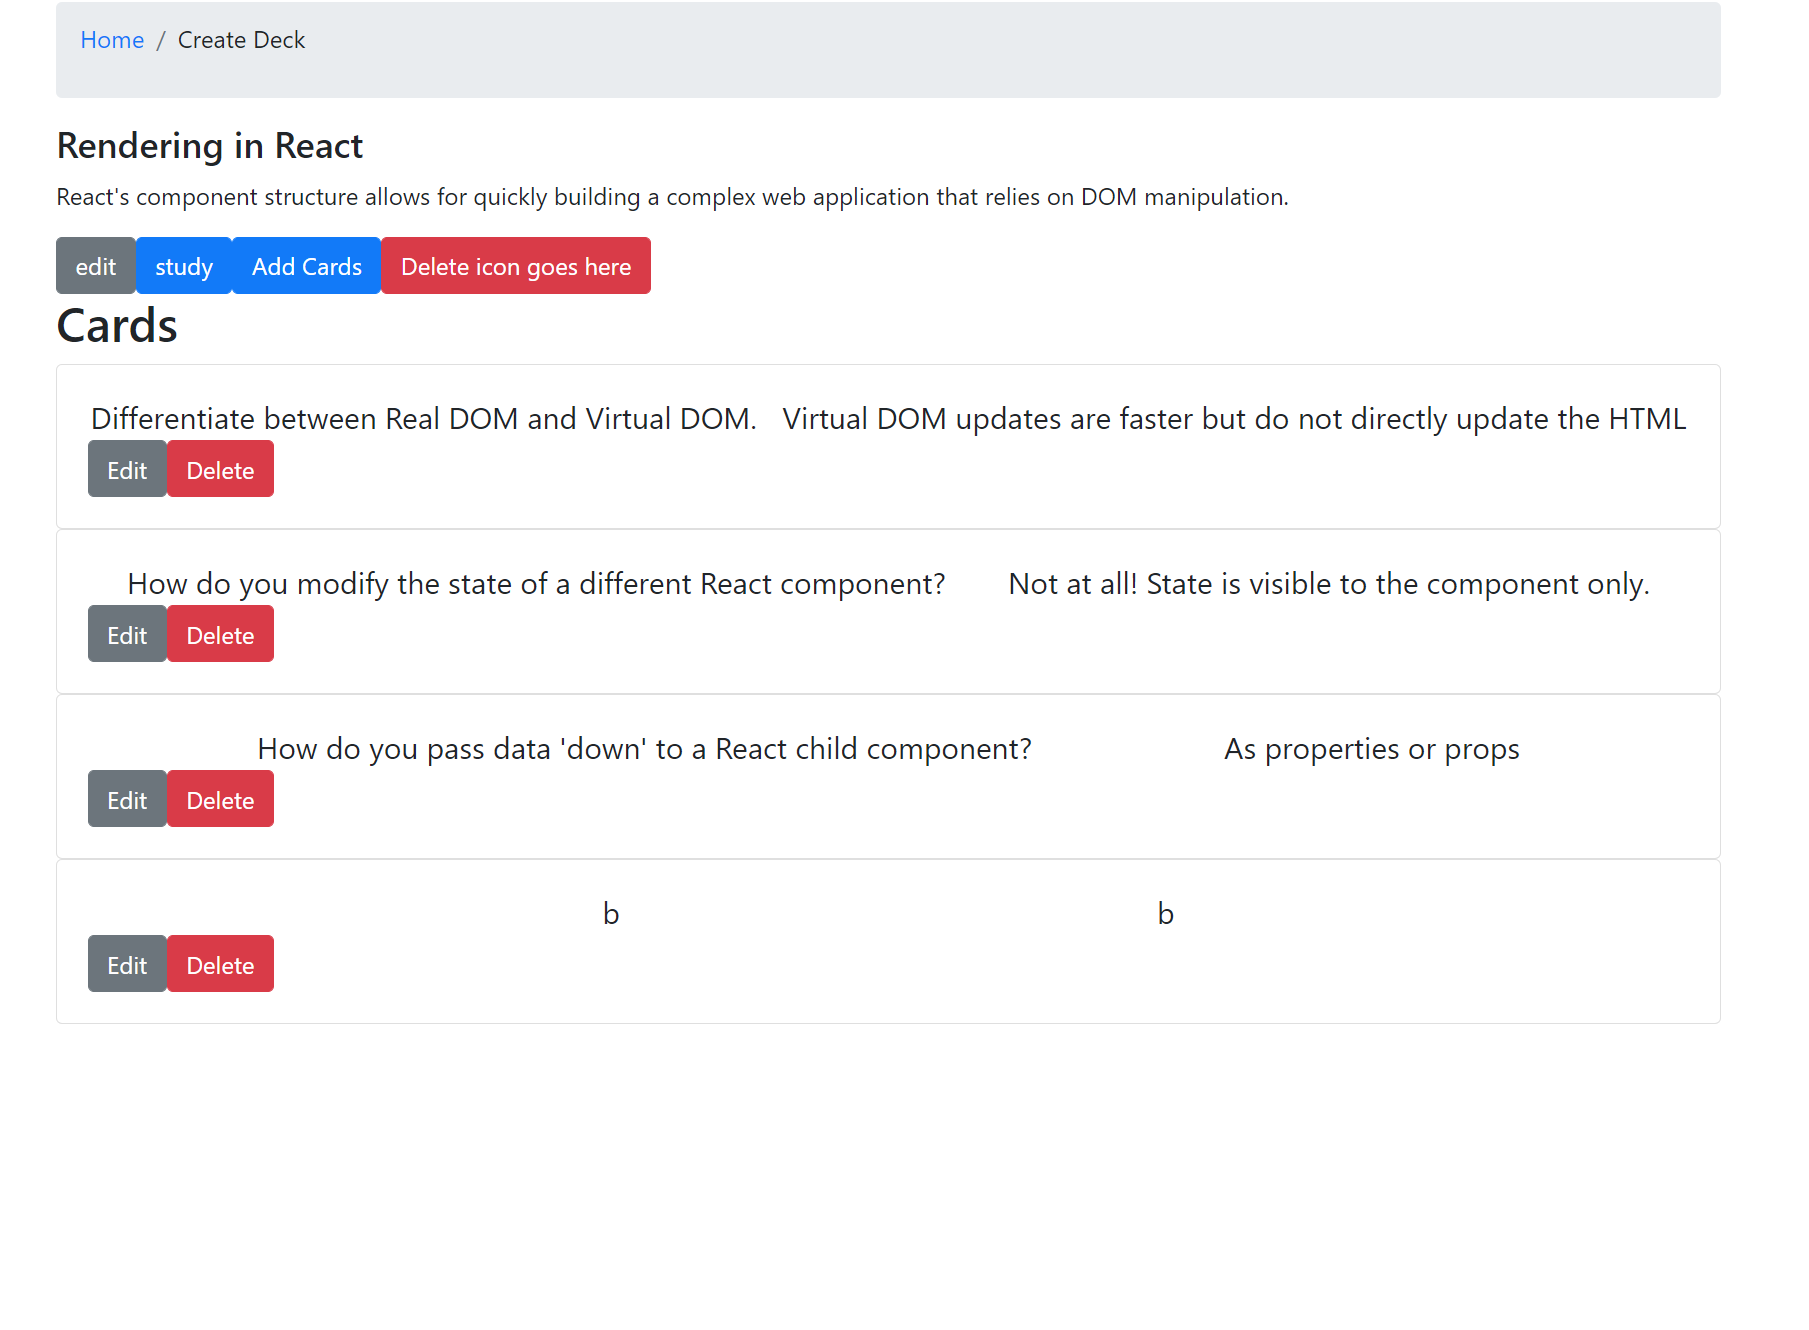 Home / Create Deck
Rendering in React
React's component structure allows for quickly building a complex web application that relies on DOM manipulation.
edit study Add Cards Delete icon goes here
Cards
Differentiate between Real DOM and Virtual DOM. Virtual DOM updates are faster but do not directly update the HTML
Edit Delete
How do you modify the state of a different React component? Not at all! State is visible to the component only.
Edit Delete
How do you pass data 'down' to a React child component? As properties or props
Edit Delete
b b
Edit Delete